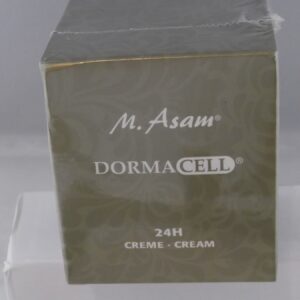 M. Asam®
DORMACELL®
24H
CREME - CREAM